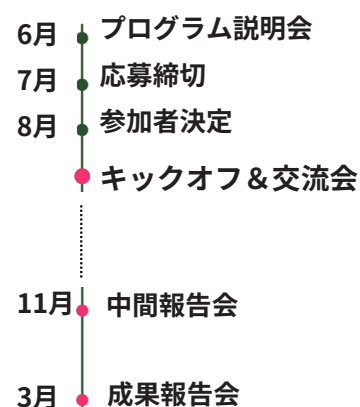 6月 プログラム説明会
7月 応募締切
8月 参加者決定
キックオフ＆交流会
11月 中間報告会
3月 成果報告会